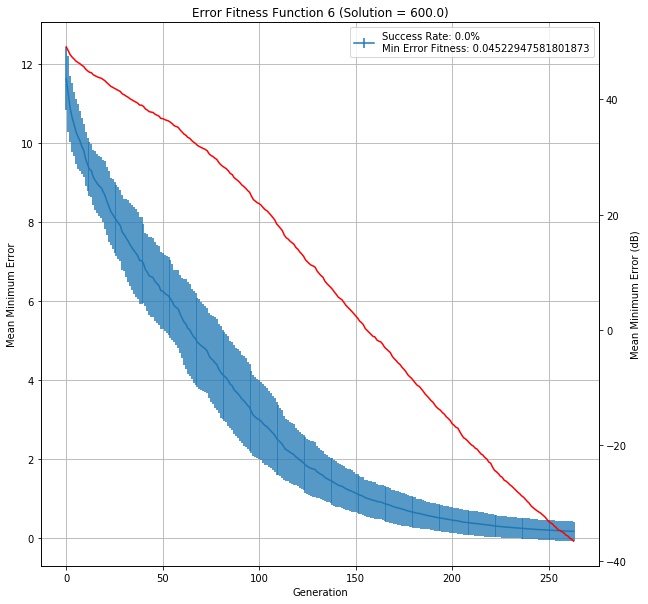 Error Fitness Function 6 (Solution = 600.0)
Success Rate: 0.0%
Min Error Fitness: 0.04522947581801873
Mean Minimum Error
12
10
8
6
4
2
0
40
20
0
−20
−40
Mean Minimum Error (dB)
0 50 100 150 200 250
Generation